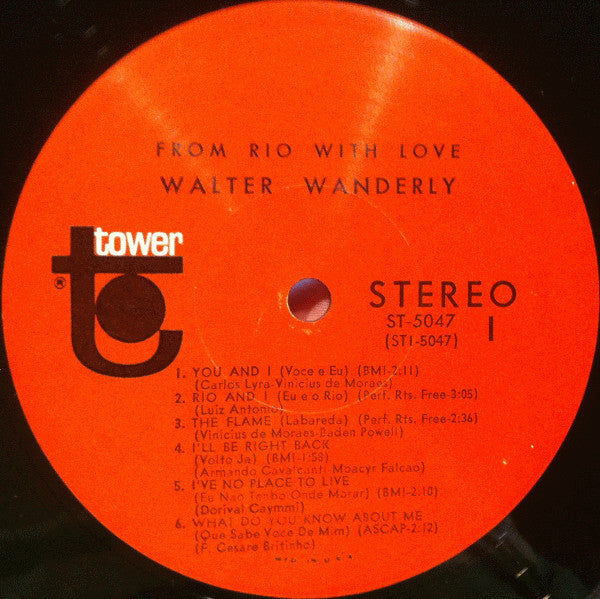 FROM RIO WITH LOVE
WALTER WANDERLY
tower
®
t
STEREO
ST-5047
(ST1-5047)
1
1. YOU AND I (Voce e Eu) (BMI-2:11)
(Carlos Lyra-Vinicius de Moraes)
2. RIO AND I (Eu e o Rio) (Perf. Rts. Free-3:05)
(Luiz Antonio)
3. THE FLAME (Labareda) (Perf. Rts. Free-2:36)
(Vinicius de Moraes-Baden Powell)
4. I'LL BE RIGHT BACK
(Volto Ja) (BMI-1:59)
(Armando Cavalcanti-Moacyr Falcao)
5. I'VE NO PLACE TO LIVE
(Eu Nao Tenho Onde Morar) (BMI-2:10)
(Dorival Caymmi)
6. WHAT DO YOU KNOW ABOUT ME
(Que Sabe Voce De Mim) (ASCAP-2:12)
(F. Cesare Britinho)
MFD. IN U.S.A.